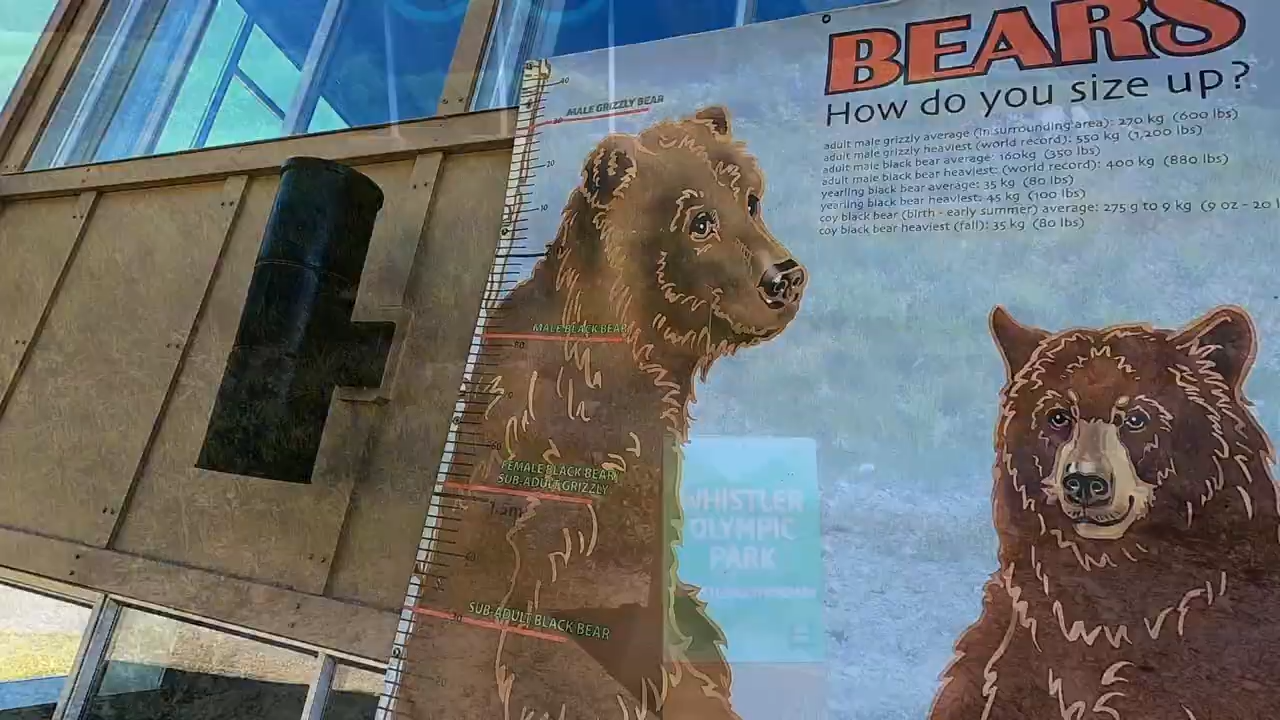 BEARS
How do you size up?
adult male grizzly average (in surrounding area): 270 kg (600 lbs)
adult male grizzly heaviest (world record): 550 kg (1,200 lbs)
adult male black bear average: 160kg (350 lbs)
adult male black bear heaviest: (world record): 400 kg (880 lbs)
yearling black bear average: 35 kg (80 lbs)
yearling black bear heaviest: 45 kg (100 lbs)
coy black bear (birth - early summer) average: 275 g to 9 kg (9 oz - 20 l
coy black bear heaviest (fall): 35 kg (80 lbs)
MALE GRIZZLY BEAR
MALE BLACK BEAR
FEMALE BLACK BEAR
SUB-ADULT GRIZZLY
1.5m
SUB-ADULT BLACK BEAR
WHISTLER
OLYMPIC
PARK